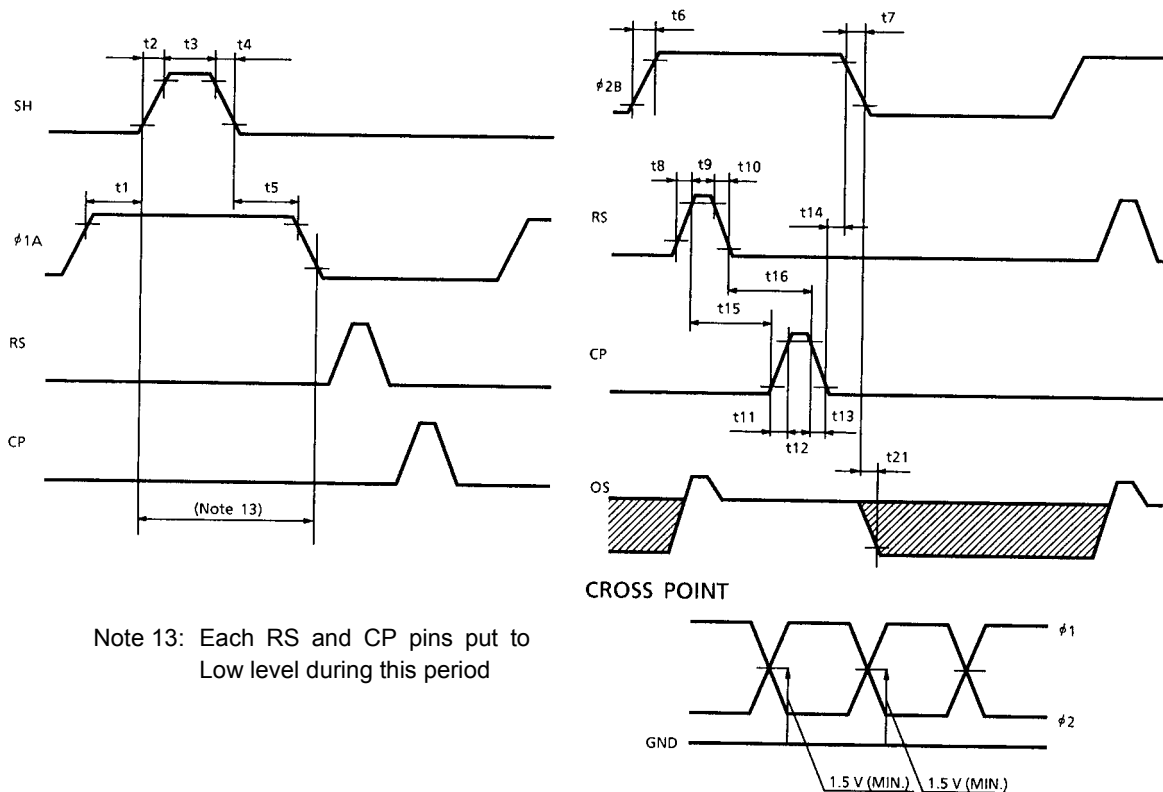 t2 t3 t4
SH
t1 t5
ϕ1A
RS
CP
(Note 13)
Note 13: Each RS and CP pins put to
Low level during this period
t6 t7
ϕ2B
t8 t9 t10
t14
RS
t16
t15
CP
t11 t13
t12
t21
OS
CROSS POINT
ϕ1
ϕ2
GND
1.5 V (MIN.) 1.5 V (MIN.)